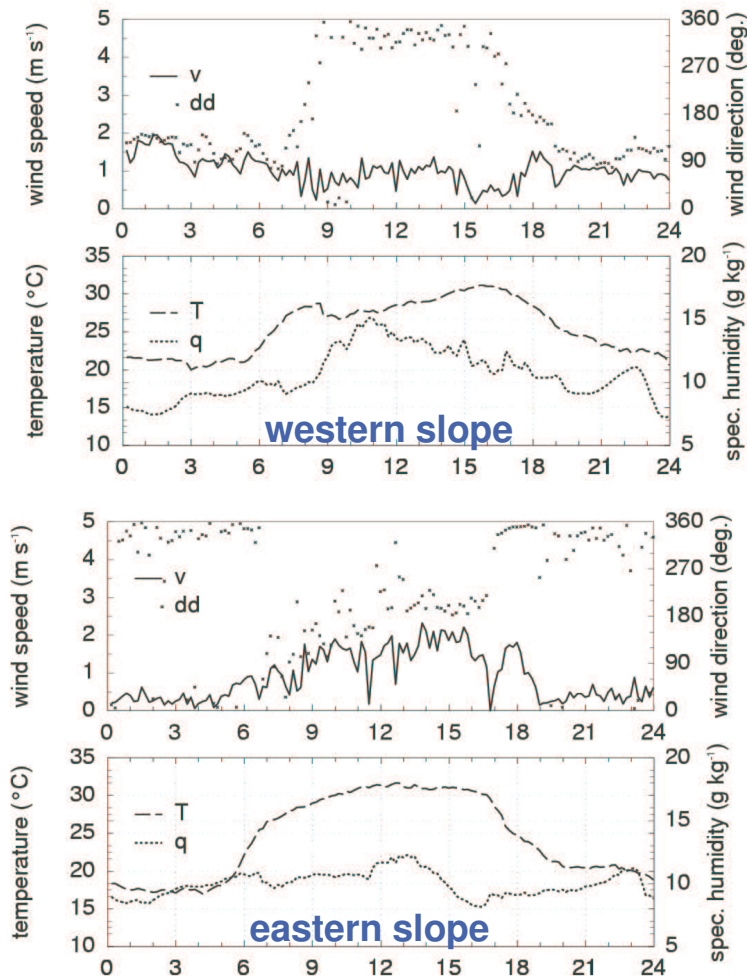 wind speed (m s⁻¹)
5
4
3
2
1
0
v
dd
360
270
180
90
0
wind direction (deg.)
0 3 6 9 12 15 18 21 24
temperature (°C)
35
30
25
20
15
10
T
q
20
15
10
5
spec. humidity (g kg⁻¹)
western slope
0 3 6 9 12 15 18 21 24
wind speed (m s⁻¹)
5
4
3
2
1
0
v
dd
360
270
180
90
0
wind direction (deg.)
0 3 6 9 12 15 18 21 24
temperature (°C)
35
30
25
20
15
10
T
q
20
15
10
5
spec. humidity (g kg⁻¹)
eastern slope
0 3 6 9 12 15 18 21 24